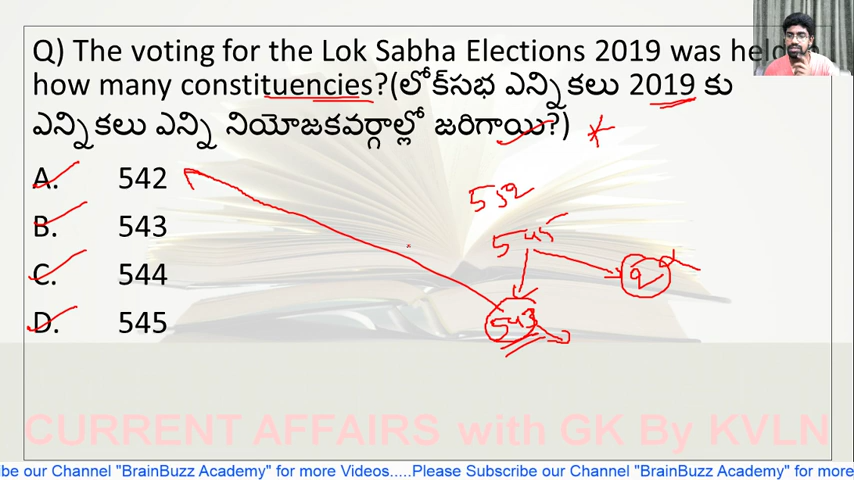 Q) The voting for the Lok Sabha Elections 2019 was held
how many constituencies?(లోక్‌సభ ఎన్నికలు 2019 కు
ఎన్నికలు ఎన్ని నియోజకవర్గాల్లో జరిగాయి?)
A. 542
552
B. 543
545
C. 544
2
D. 545
543
CURRENT AFFAIRS with GK By KVLN
be our Channel "BrainBuzz Academy" for more Videos.....Please Subscribe our Channel "BrainBuzz Academy" for more